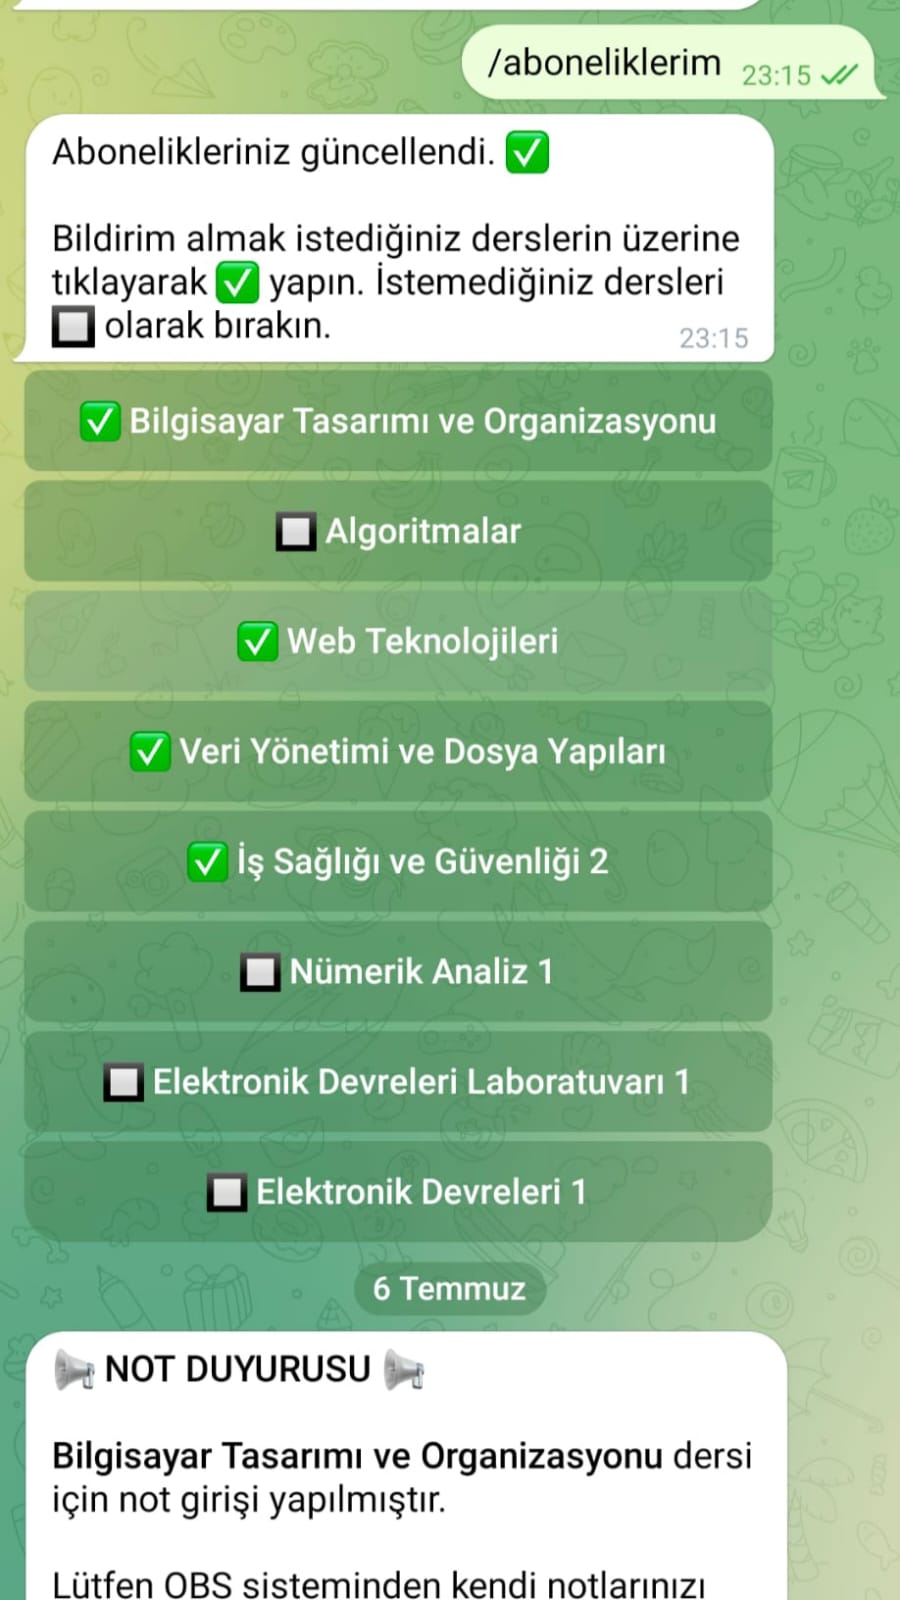 /aboneliklerim 23:15
Abonelikleriniz güncellendi. ✅
Bildirim almak istediğiniz derslerin üzerine
tıklayarak ✅ yapın. İstemediğiniz dersleri
🔲 olarak bırakın.
23:15
✅ Bilgisayar Tasarımı ve Organizasyonu
🔲 Algoritmalar
✅ Web Teknolojileri
✅ Veri Yönetimi ve Dosya Yapıları
✅ İş Sağlığı ve Güvenliği 2
🔲 Nümerik Analiz 1
🔲 Elektronik Devreleri Laboratuvarı 1
🔲 Elektronik Devreleri 1
6 Temmuz
📢 NOT DUYURUSU 📢
Bilgisayar Tasarımı ve Organizasyonu dersi
için not girişi yapılmıştır.
Lütfen OBS sisteminden kendi notlarınızı